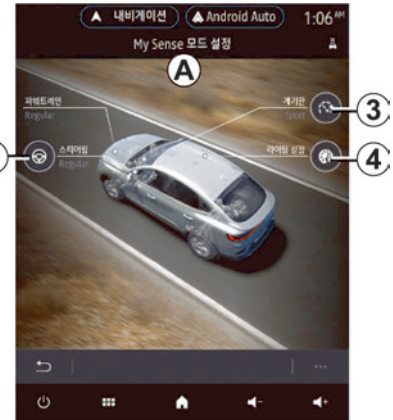 내비게이션 Android Auto 1:06 AM
My Sense 모드 설정
A
파워트레인 계기판
Regular Sport 3
스티어링 라이팅 설정
Regular 4